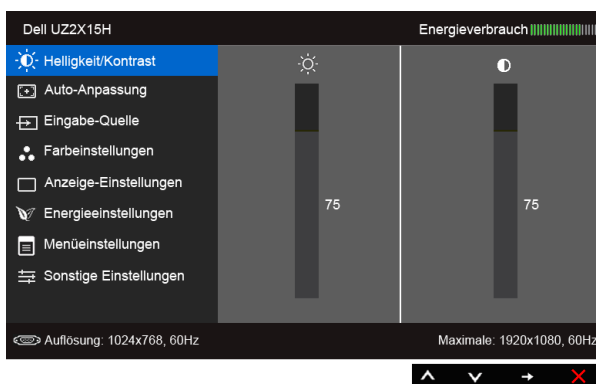 Dell UZ2X15H Energieverbrauch
Helligkeit/Kontrast
Auto-Anpassung
Eingabe-Quelle
Farbeinstellungen
Anzeige-Einstellungen
Energieeinstellungen
Menüeinstellungen
Sonstige Einstellungen
75 75
Auflösung: 1024x768, 60Hz Maximale: 1920x1080, 60Hz